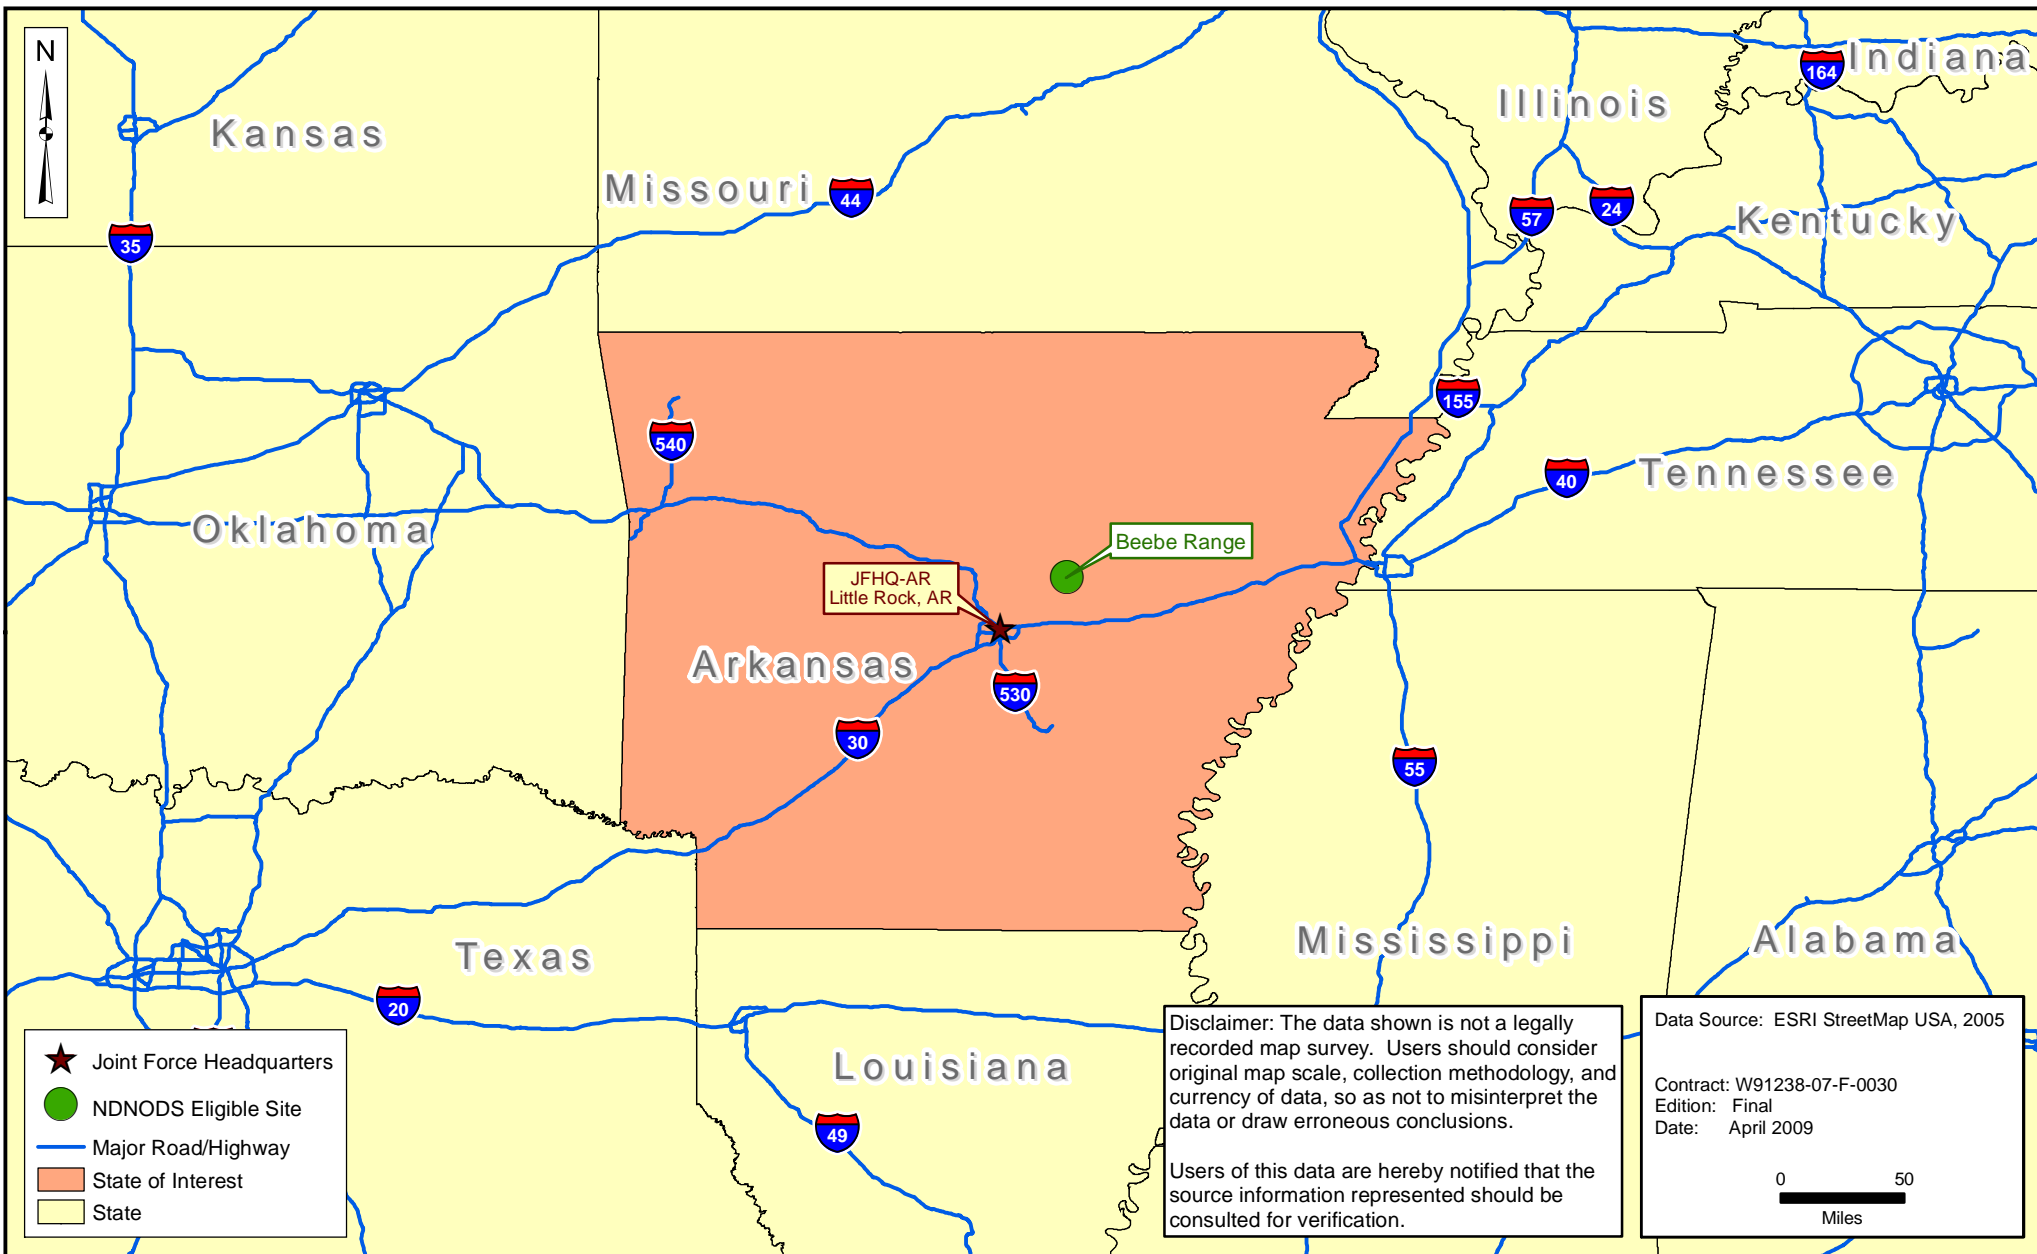 N
Kansas
Missouri
Illinois
Indiana
Kentucky
Oklahoma
Tennessee
Arkansas
Texas
Louisiana
Mississippi
Alabama
164
44
57
24
35
155
540
40
530
30
55
20
49
Beebe Range
JFHQ-AR
Little Rock, AR
Joint Force Headquarters
NDNODS Eligible Site
Major Road/Highway
State of Interest
State
Disclaimer: The data shown is not a legally
recorded map survey. Users should consider
original map scale, collection methodology, and
currency of data, so as not to misinterpret the
data or draw erroneous conclusions.
Users of this data are hereby notified that the
source information represented should be
consulted for verification.
Data Source: ESRI StreetMap USA, 2005
Contract: W91238-07-F-0030
Edition: Final
Date: April 2009
0 50
Miles